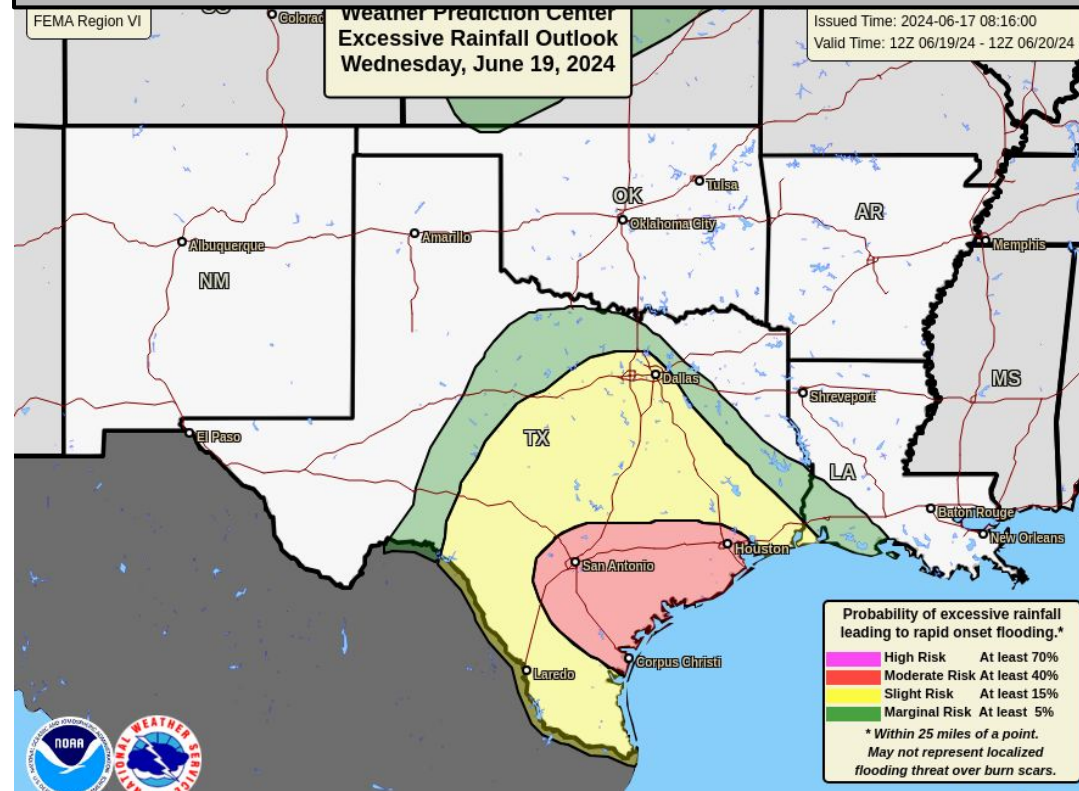 FEMA Region VI
Weather Prediction Center
Excessive Rainfall Outlook
Wednesday, June 19, 2024
Issued Time: 2024-06-17 08:16:00
Valid Time: 12Z 06/19/24 - 12Z 06/20/24
Tulsa
OK
Oklahoma City
AR
Albuquerque
Amarillo
Memphis
NM
Dallas
MS
Shreveport
El Paso
TX
LA
Baton Rouge
New Orleans
Houston
San Antonio
Corpus Christi
Laredo
Probability of excessive rainfall
leading to rapid onset flooding.*
High Risk At least 70%
Moderate Risk At least 40%
Slight Risk At least 15%
Marginal Risk At least 5%
* Within 25 miles of a point.
May not represent localized
flooding threat over burn scars.
NOAA
NATIONAL WEATHER SERVICE